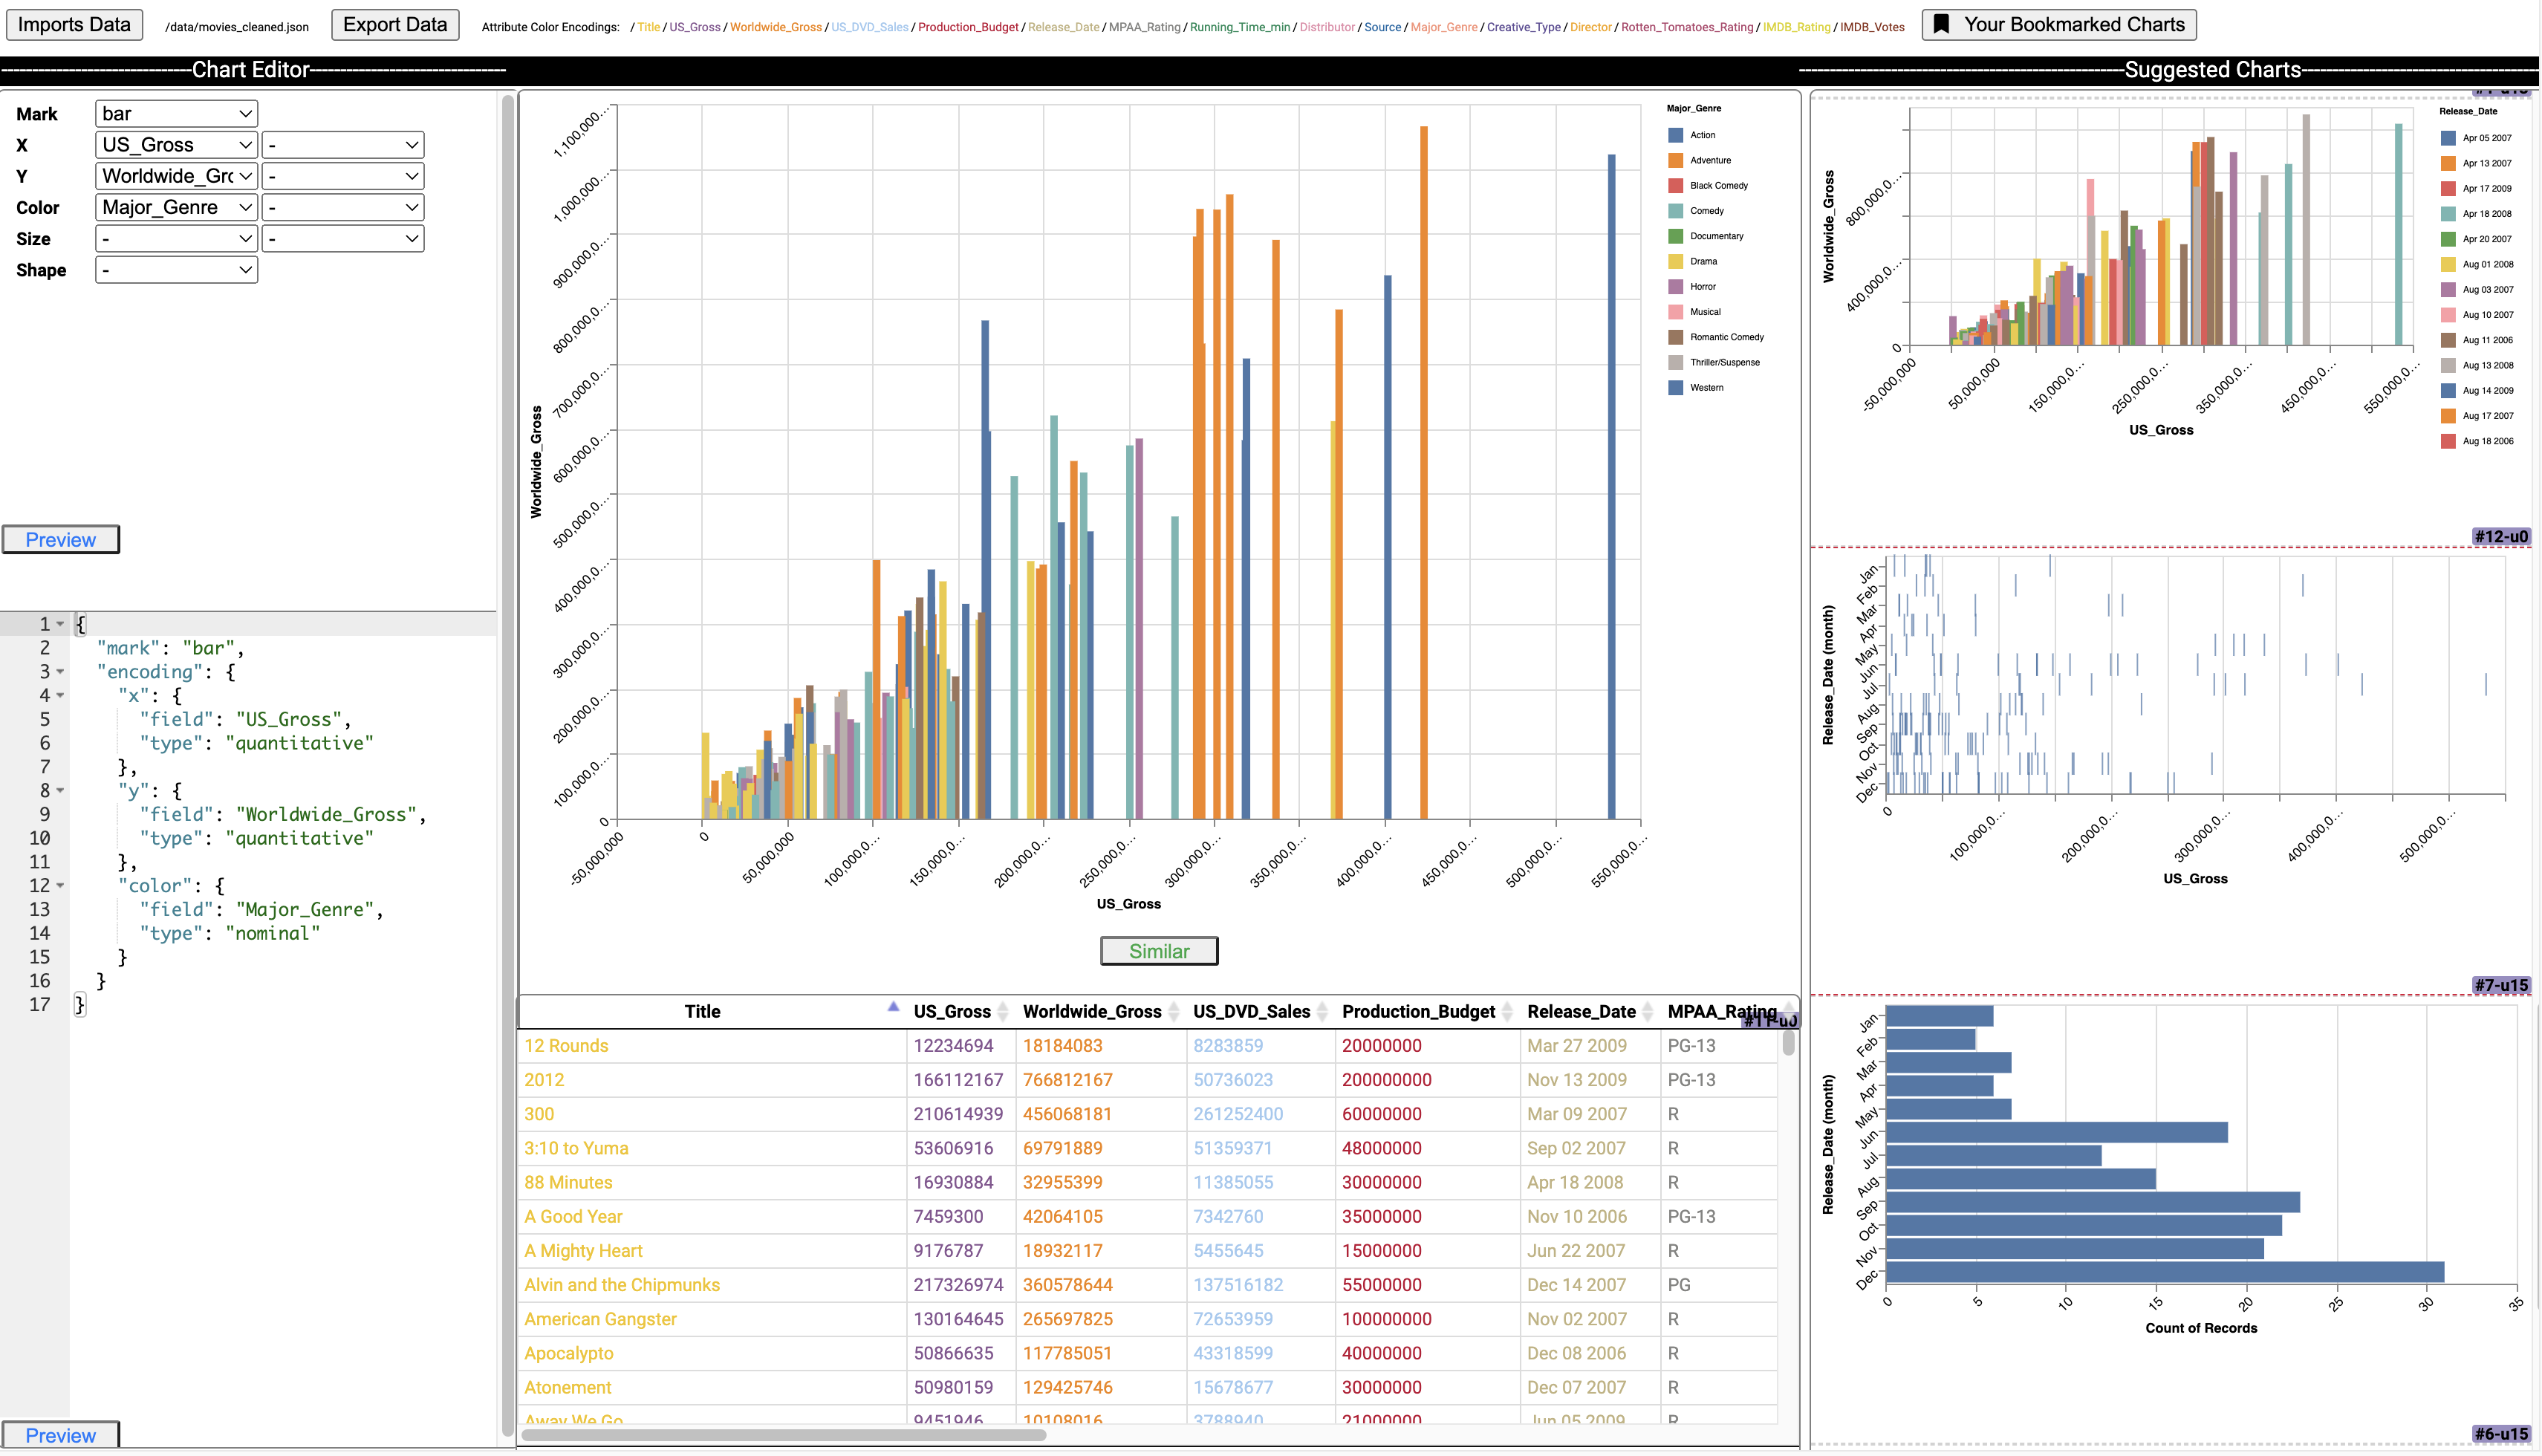 Imports Data /data/movies_cleaned.json Export Data Attribute Color Encodings: / Title / US_Gross / Worldwide_Gross / US_DVD_Sales / Production_Budget / Release_Date / MPAA_Rating / Running_Time_min / Distributor / Source / Major_Genre / Creative_Type / Director / Rotten_Tomatoes_Rating / IMDB_Rating / IMDB_Votes Your Bookmarked Charts
Chart Editor
Suggested Charts
Mark bar
X US_Gross -
Y Worldwide_Grc -
Color Major_Genre -
Size - -
Shape -
Preview
1 {
2 "mark": "bar",
3 "encoding": {
4 "x": {
5 "field": "US_Gross",
6 "type": "quantitative"
7 },
8 "y": {
9 "field": "Worldwide_Gross",
10 "type": "quantitative"
11 },
12 "color": {
13 "field": "Major_Genre",
14 "type": "nominal"
15 }
16 }
17 }
Preview
Worldwide_Gross
1,100,000…
1,000,000…
900,000,0…
800,000,0…
700,000,0…
600,000,0…
500,000,0…
400,000,0…
300,000,0…
200,000,0…
100,000,0…
0
-50,000,000 0 50,000,000 100,000,0… 150,000,0… 200,000,0… 250,000,0… 300,000,0… 350,000,0… 400,000,0… 450,000,0… 500,000,0… 550,000,0…
US_Gross
Major_Genre
Action
Adventure
Black Comedy
Comedy
Documentary
Drama
Horror
Musical
Romantic Comedy
Thriller/Suspense
Western
Similar
#11-u0
Title US_Gross Worldwide_Gross US_DVD_Sales Production_Budget Release_Date MPAA_Rating
12 Rounds 12234694 18184083 8283859 20000000 Mar 27 2009 PG-13
2012 166112167 766812167 50736023 200000000 Nov 13 2009 PG-13
300 210614939 456068181 261252400 60000000 Mar 09 2007 R
3:10 to Yuma 53606916 69791889 51359371 48000000 Sep 02 2007 R
88 Minutes 16930884 32955399 11385055 30000000 Apr 18 2008 R
A Good Year 7459300 42064105 7342760 35000000 Nov 10 2006 PG-13
A Mighty Heart 9176787 18932117 5455645 15000000 Jun 22 2007 R
Alvin and the Chipmunks 217326974 360578644 137516182 55000000 Dec 14 2007 PG
American Gangster 130164645 265697825 72653959 100000000 Nov 02 2007 R
Apocalypto 50866635 117785051 43318599 40000000 Dec 08 2006 R
Atonement 50980159 129425746 15678677 30000000 Dec 07 2007 R
Away We Go 9451946 10108016 3788940 21000000 Jun 05 2009 R
Worldwide_Gross
800,000,0…
400,000,0…
0
-50,000,000 50,000,000 150,000,0… 250,000,0… 350,000,0… 450,000,0… 550,000,0…
US_Gross
Release_Date
Apr 05 2007
Apr 13 2007
Apr 17 2009
Apr 18 2008
Apr 20 2007
Aug 01 2008
Aug 03 2007
Aug 10 2007
Aug 11 2006
Aug 13 2008
Aug 14 2009
Aug 17 2007
Aug 18 2006
#12-u0
Release_Date (month)
Jan
Feb
Mar
Apr
May
Jun
Jul
Aug
Sep
Oct
Nov
Dec
0 100,000,0… 200,000,0… 300,000,0… 400,000,0… 500,000,0…
US_Gross
#7-u15
Release_Date (month)
Jan
Feb
Mar
Apr
May
Jun
Jul
Aug
Sep
Oct
Nov
Dec
0 5 10 15 20 25 30 35
Count of Records
#6-u15